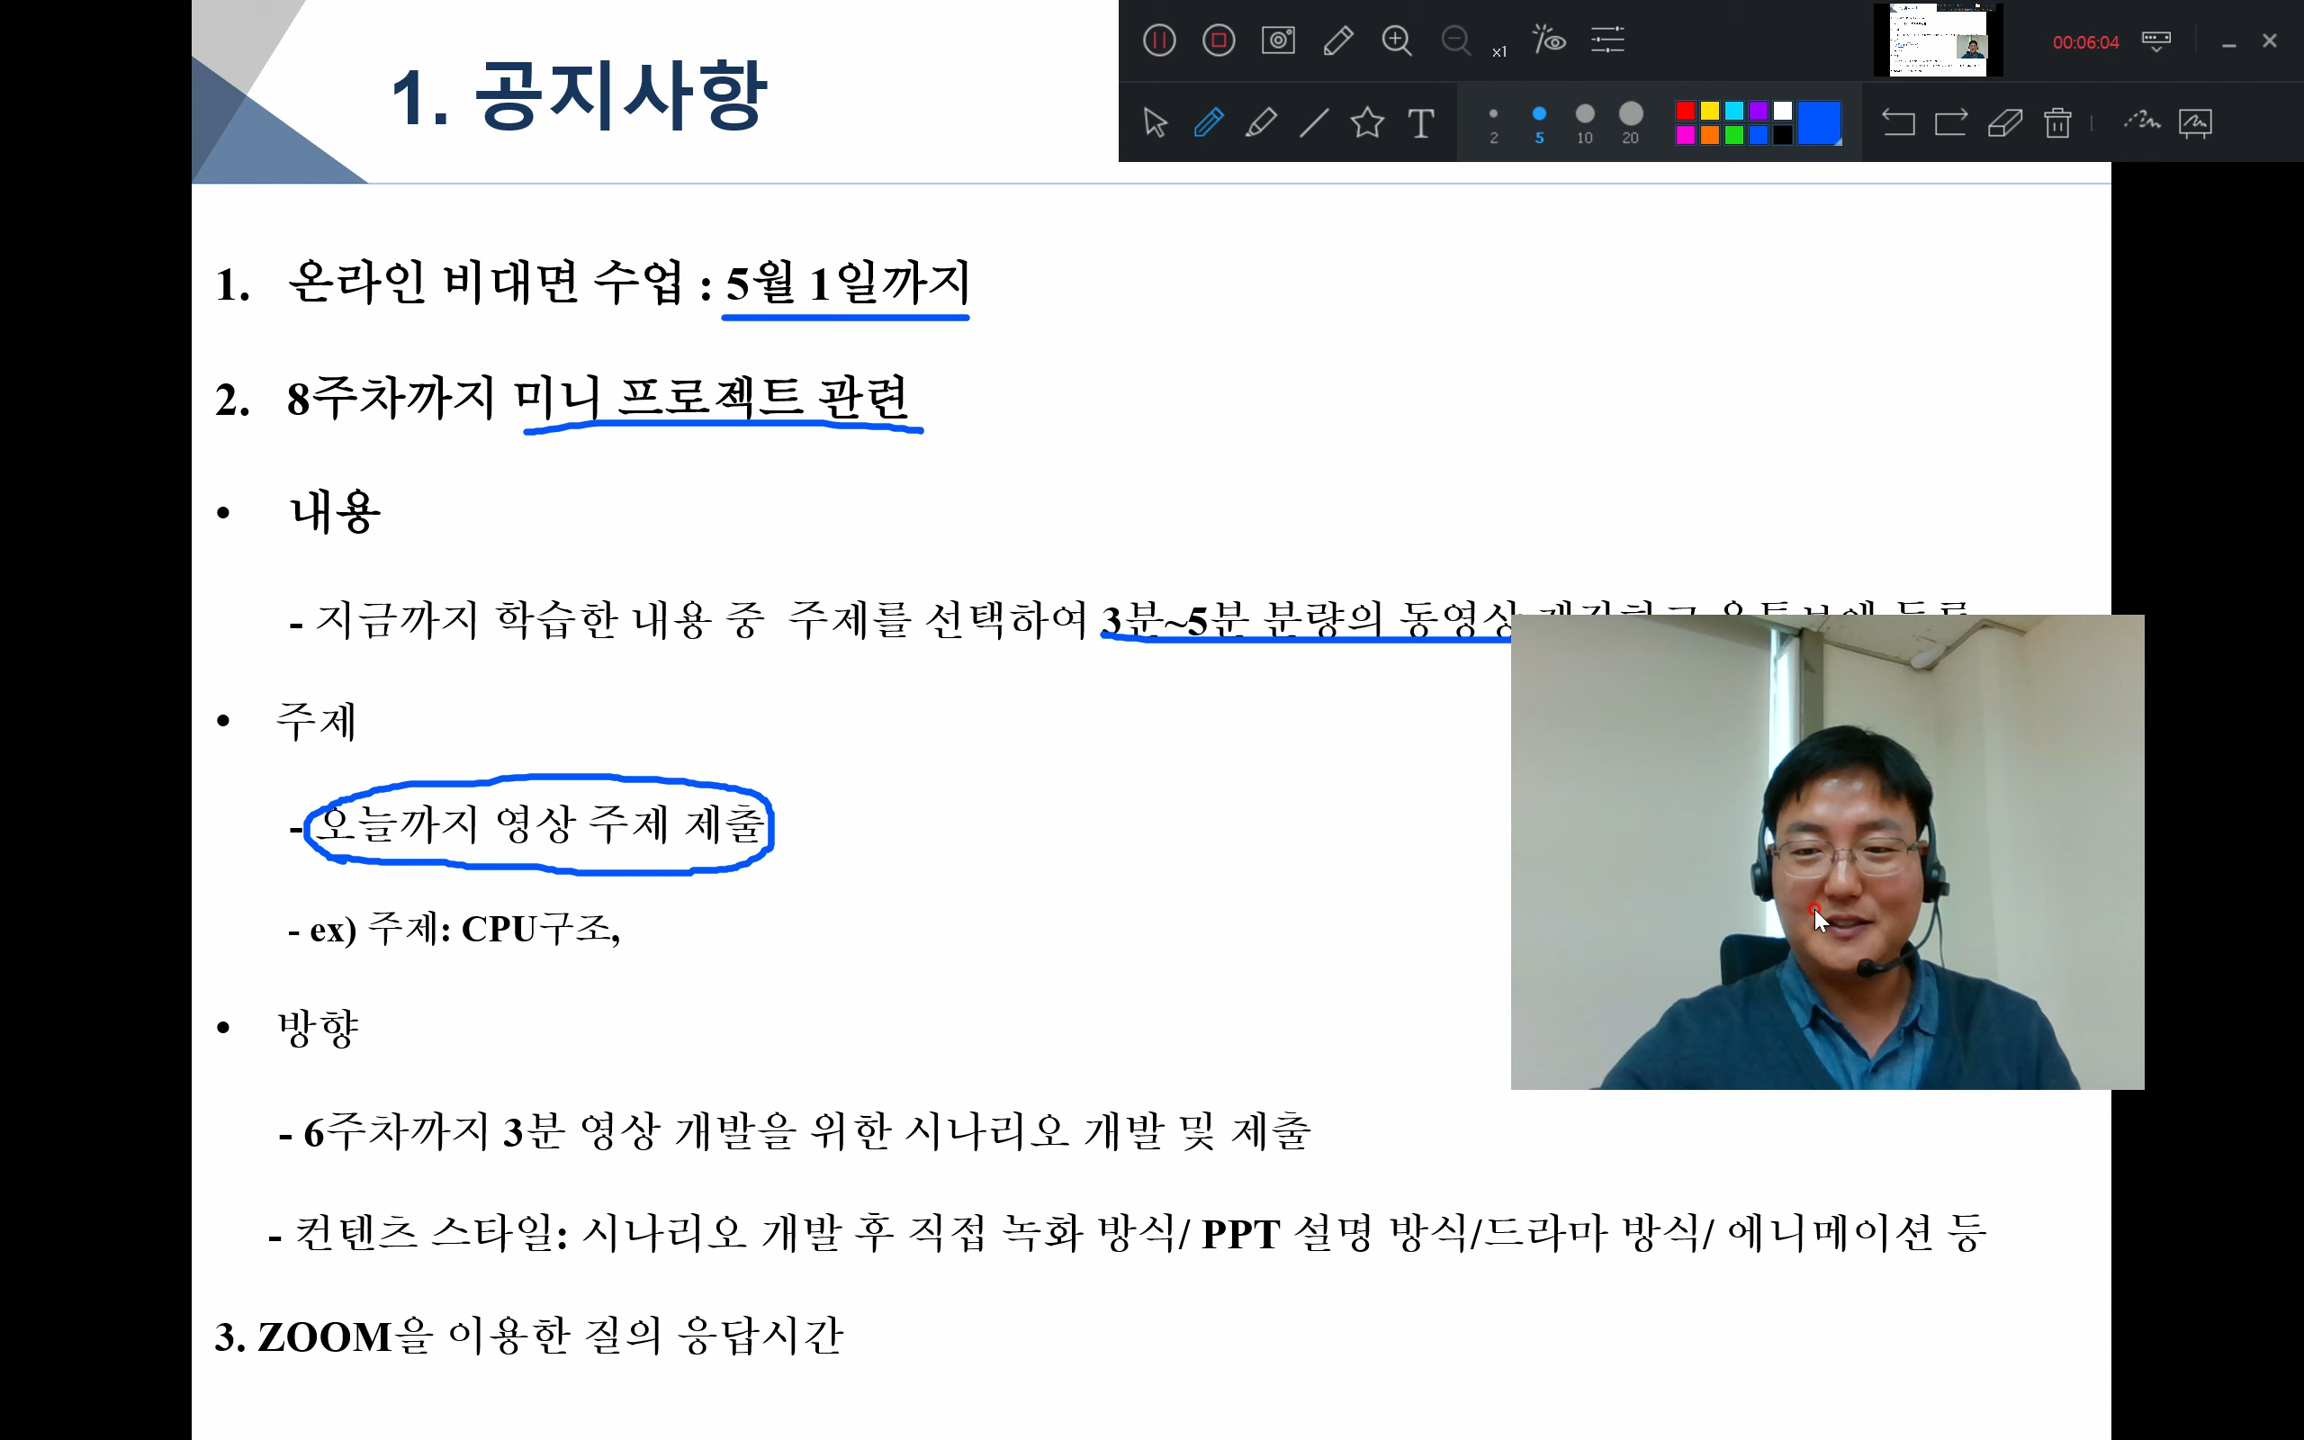 1. 공지사항
x1
00:06:04
T
2 5 10 20
1. 온라인 비대면 수업 : 5월 1일까지
2. 8주차까지 미니 프로젝트 관련
• 내용
- 지금까지 학습한 내용 중 주제를 선택하여 3분~5분 분량의 동영상
• 주제
- 오늘까지 영상 주제 제출
- ex) 주제: CPU구조,
• 방향
- 6주차까지 3분 영상 개발을 위한 시나리오 개발 및 제출
- 컨텐츠 스타일: 시나리오 개발 후 직접 녹화 방식/ PPT 설명 방식/드라마 방식/ 에니메이션 등
3. ZOOM을 이용한 질의 응답시간